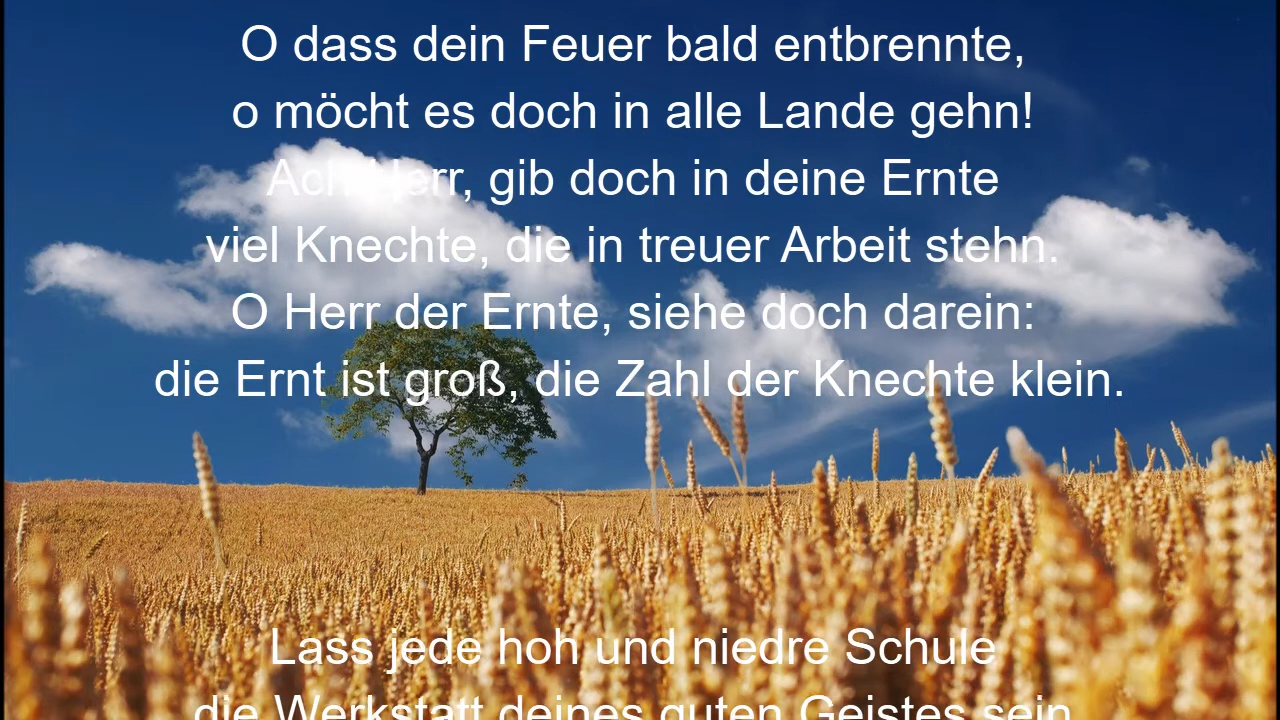 O dass dein Feuer bald entbrennte,
o möcht es doch in alle Lande gehn!
Ach Herr, gib doch in deine Ernte
viel Knechte, die in treuer Arbeit stehn.
O Herr der Ernte, siehe doch darein:
die Ernt ist groß, die Zahl der Knechte klein.
Lass jede hoh und niedre Schule
die Werkstatt deines guten Geistes sein